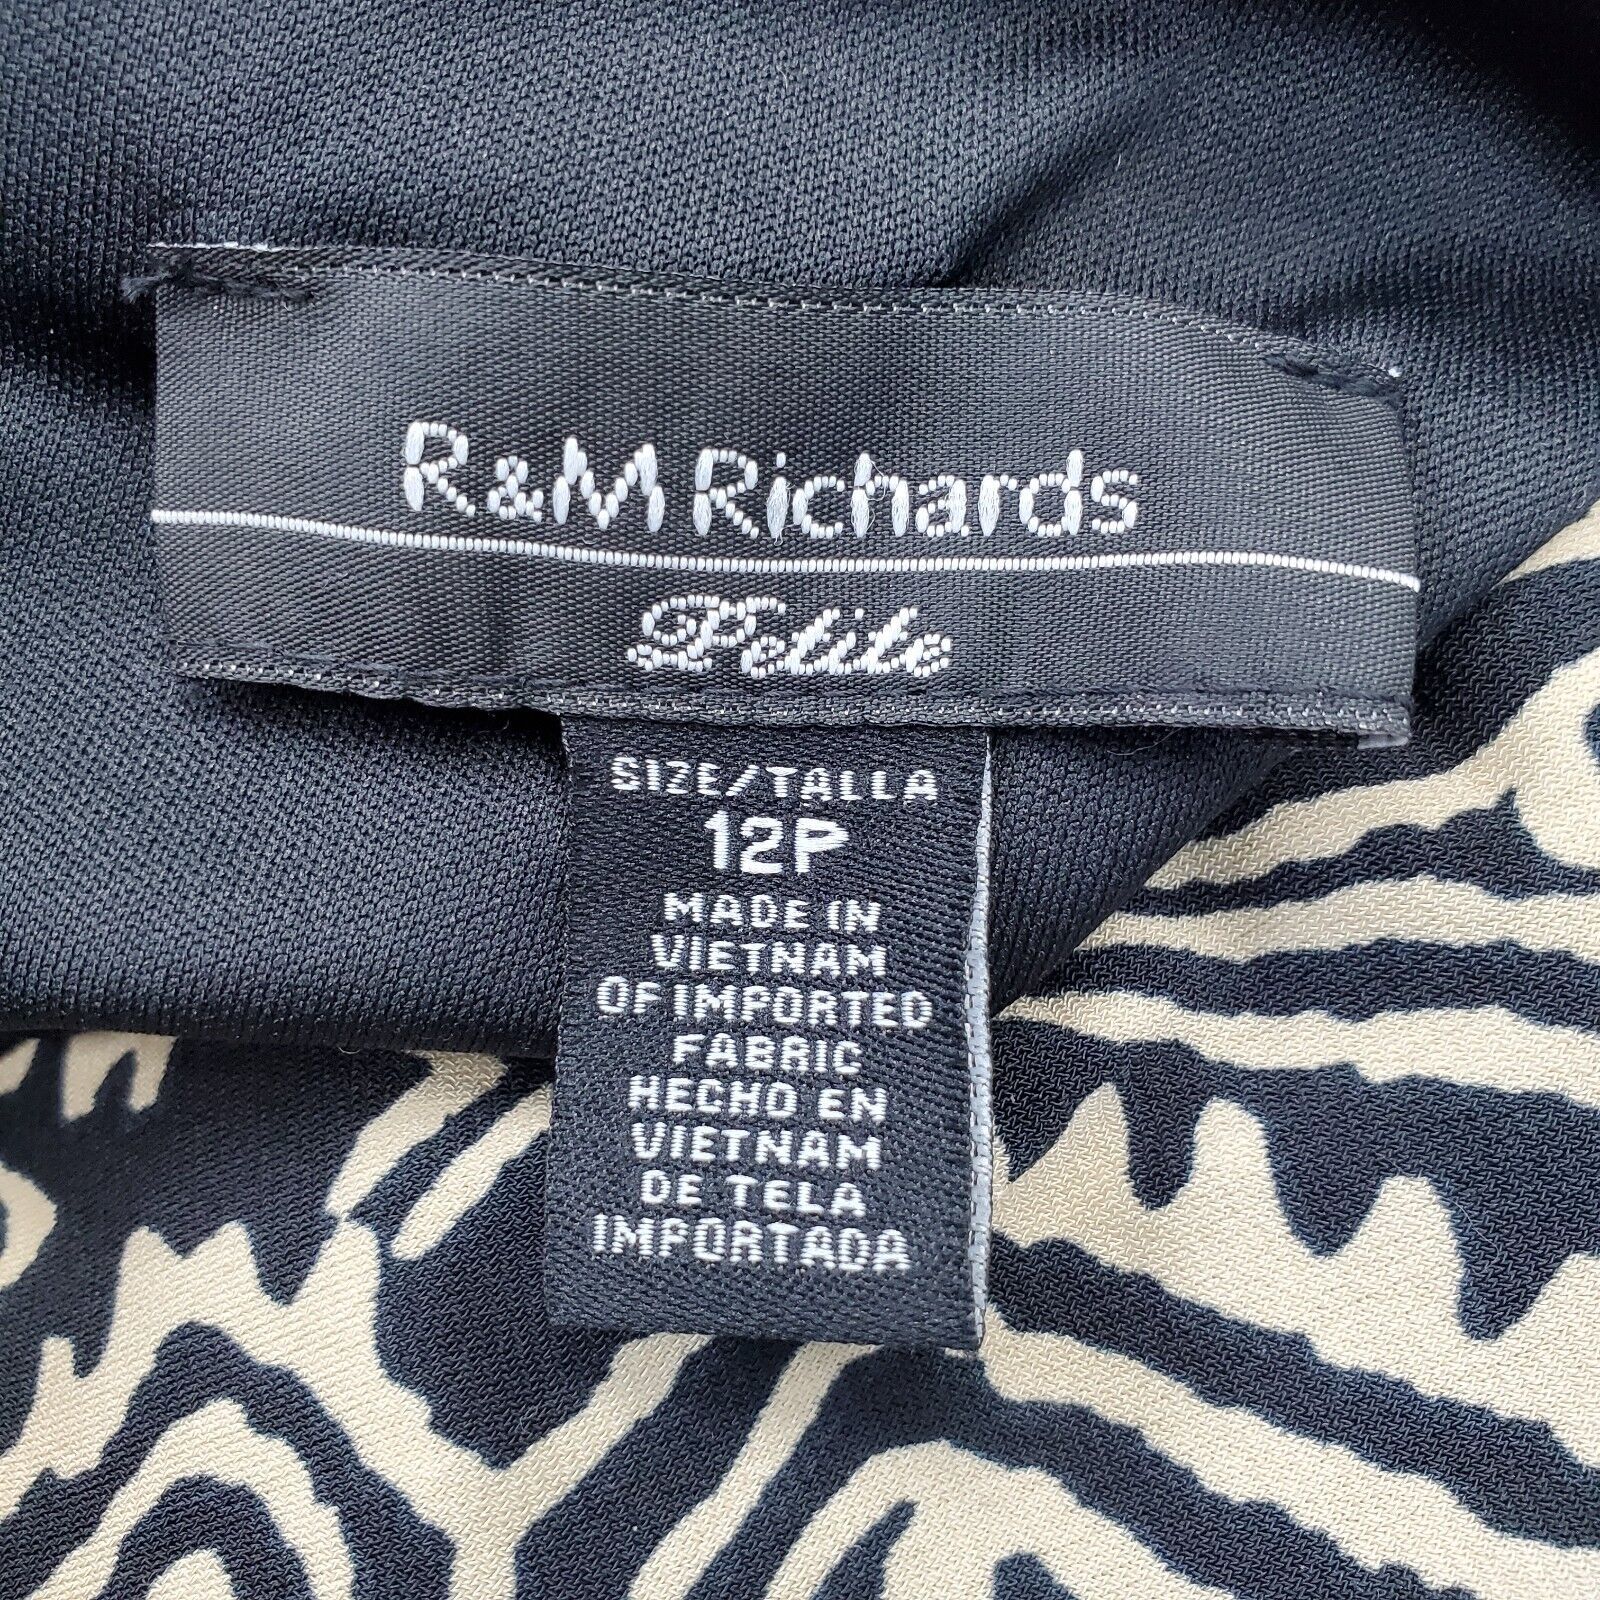 R&M Richards
Petite
SIZE/TALLA
12P
MADE IN
VIETNAM
OF IMPORTED
FABRIC
HECHO EN
VIETNAM
DE TELA
IMPORTADA